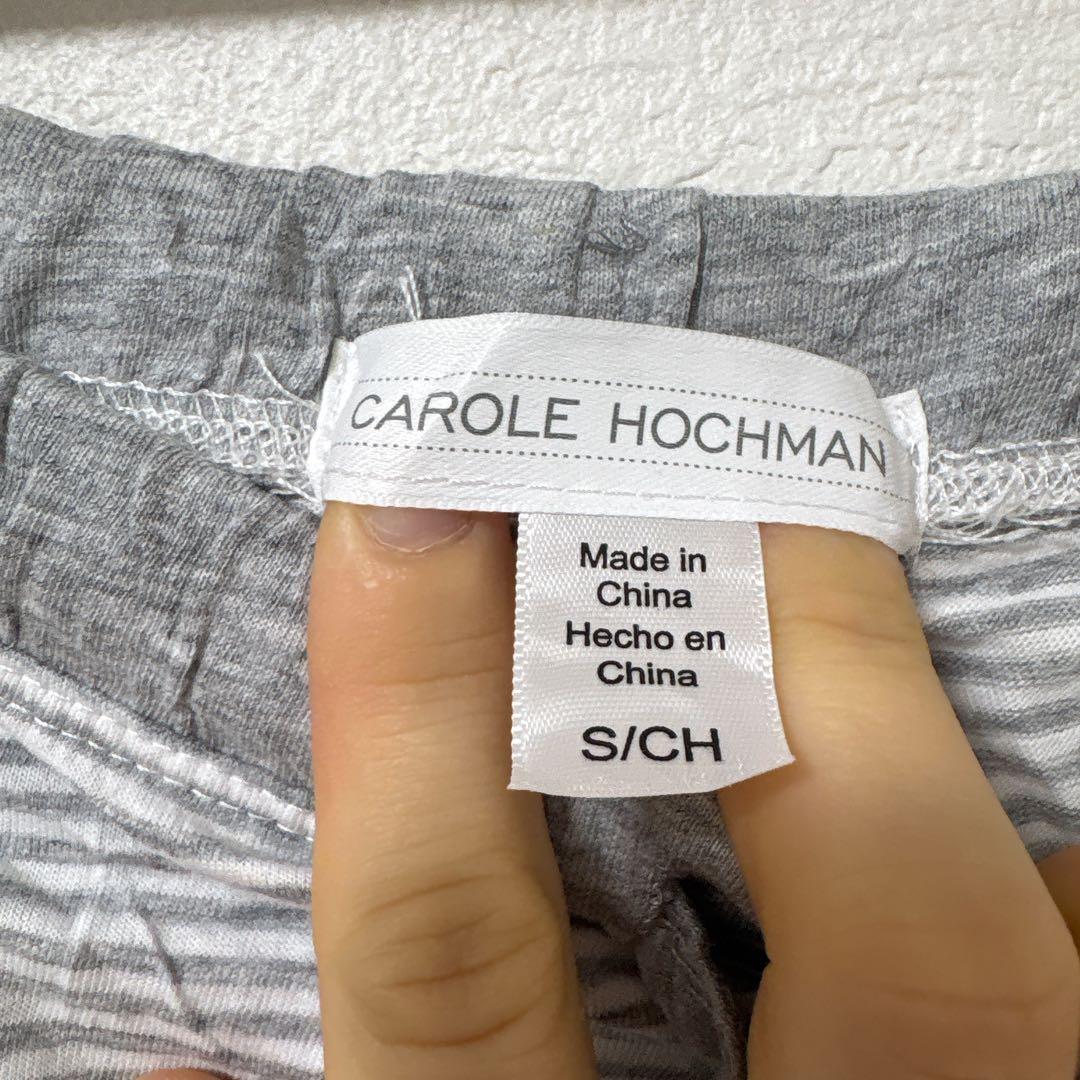 CAROLE HOCHMAN
Made in
China
Hecho en
China
S/CH